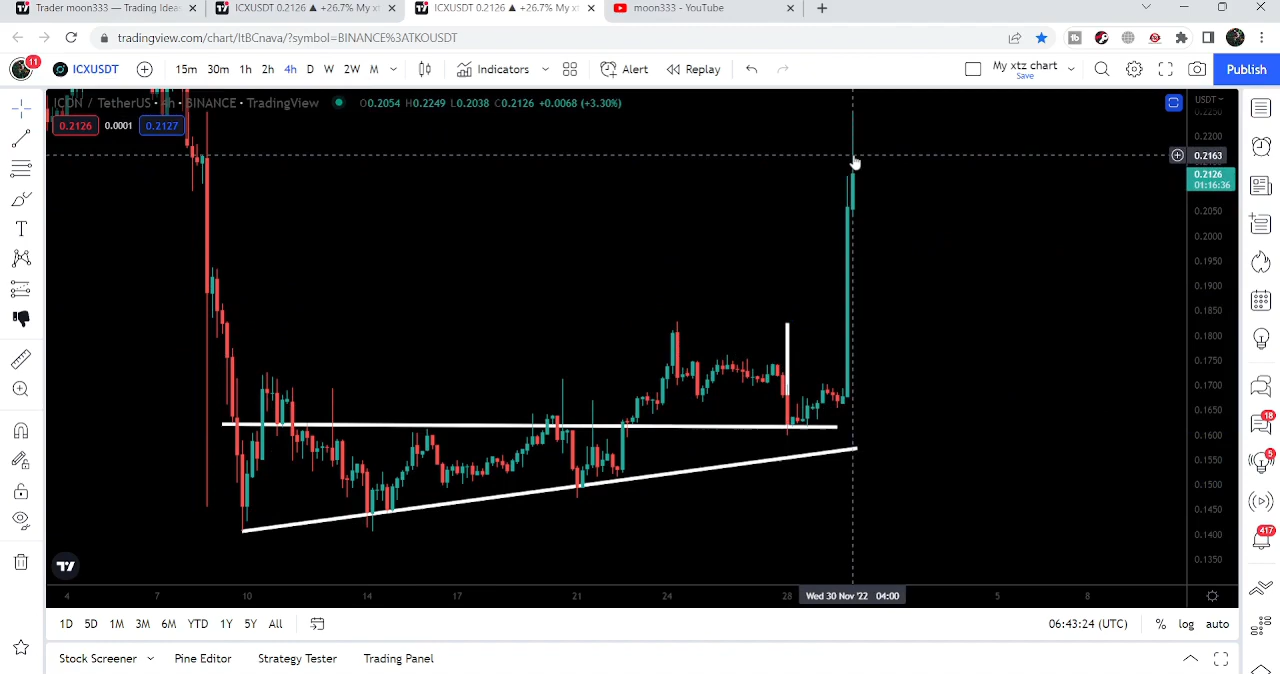 Trader moon333 — Trading Ideas
ICXUSDT 0.2126 ▲ +26.7% My xt
ICXUSDT 0.2126 ▲ +26.7% My xt
moon333 - YouTube
tradingview.com/chart/ItBCnava/?symbol=BINANCE%3ATKOUSDT
11
ICXUSDT
15m 30m 1h 2h 4h D W 2W M
Indicators
Alert
Replay
My xtz chart
Save
Publish
ICON / TetherUS · 4h · BINANCE · TradingView
O0.2054 H0.2249 L0.2038 C0.2126 +0.0068 (+3.30%)
USDT
0.2126 0.0001 0.2127
0.2250
0.2200
0.2163
0.2126
01:16:36
0.2050
0.2000
0.1950
0.1900
0.1850
0.1800
0.1750
0.1700
0.1650
0.1600
0.1550
0.1500
0.1450
0.1400
0.1350
18
5
417
4 7 10 14 17 21 24 28 Wed 30 Nov '22 04:00 5 8
1D 5D 1M 3M 6M YTD 1Y 5Y All
06:43:24 (UTC) % log auto
Stock Screener Pine Editor Strategy Tester Trading Panel